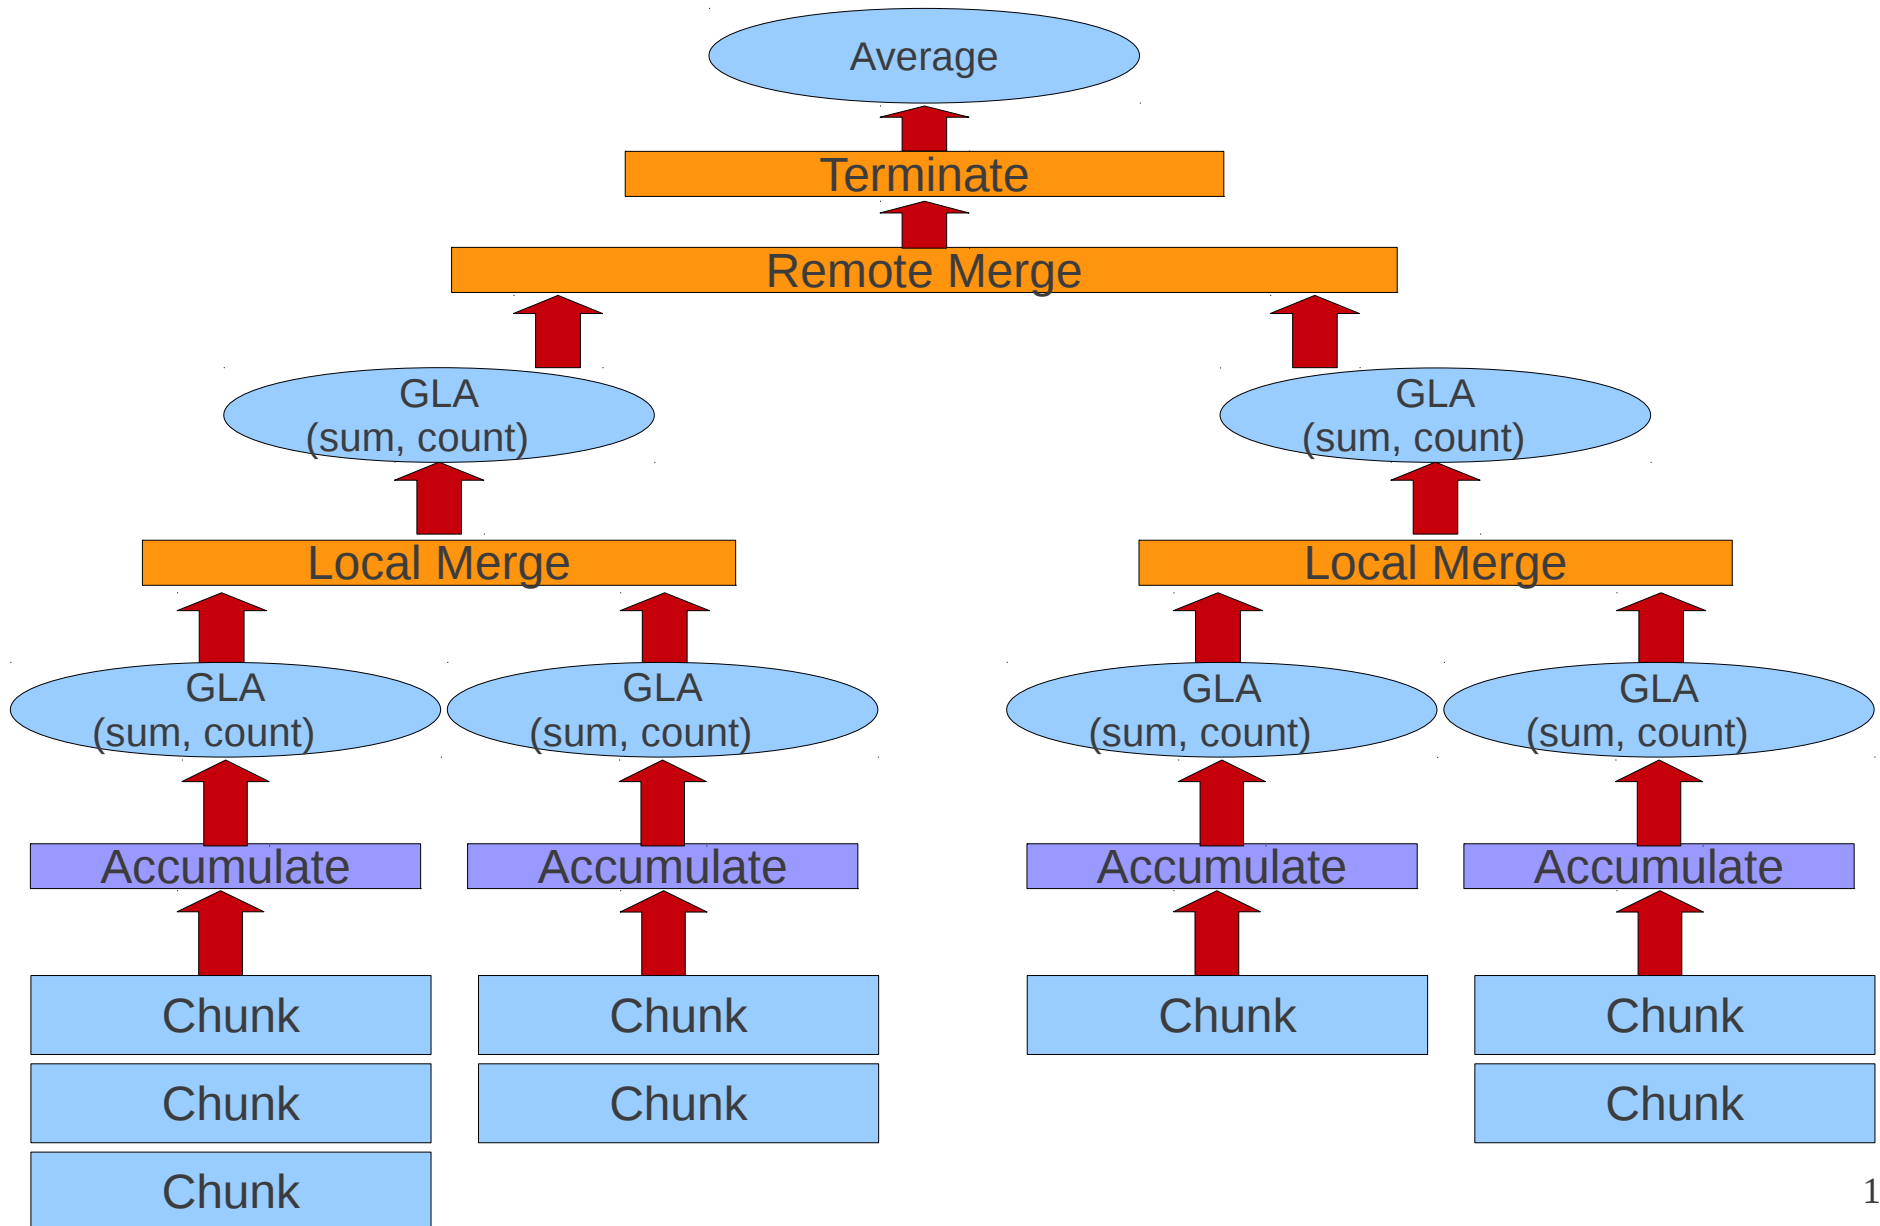 Average
Terminate
Remote Merge
GLA
(sum, count)
GLA
(sum, count)
Local Merge
Local Merge
GLA
(sum, count)
GLA
(sum, count)
GLA
(sum, count)
GLA
(sum, count)
Accumulate
Accumulate
Accumulate
Accumulate
Chunk
Chunk
Chunk
Chunk
Chunk
Chunk
Chunk
Chunk
1